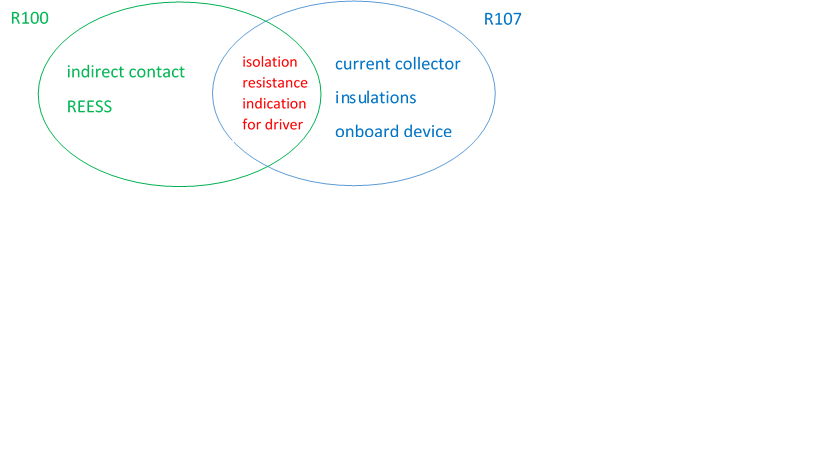 R100
R107
indirect contact
REESS
isolation
resistance
indication
for driver
current collector
insulations
onboard device